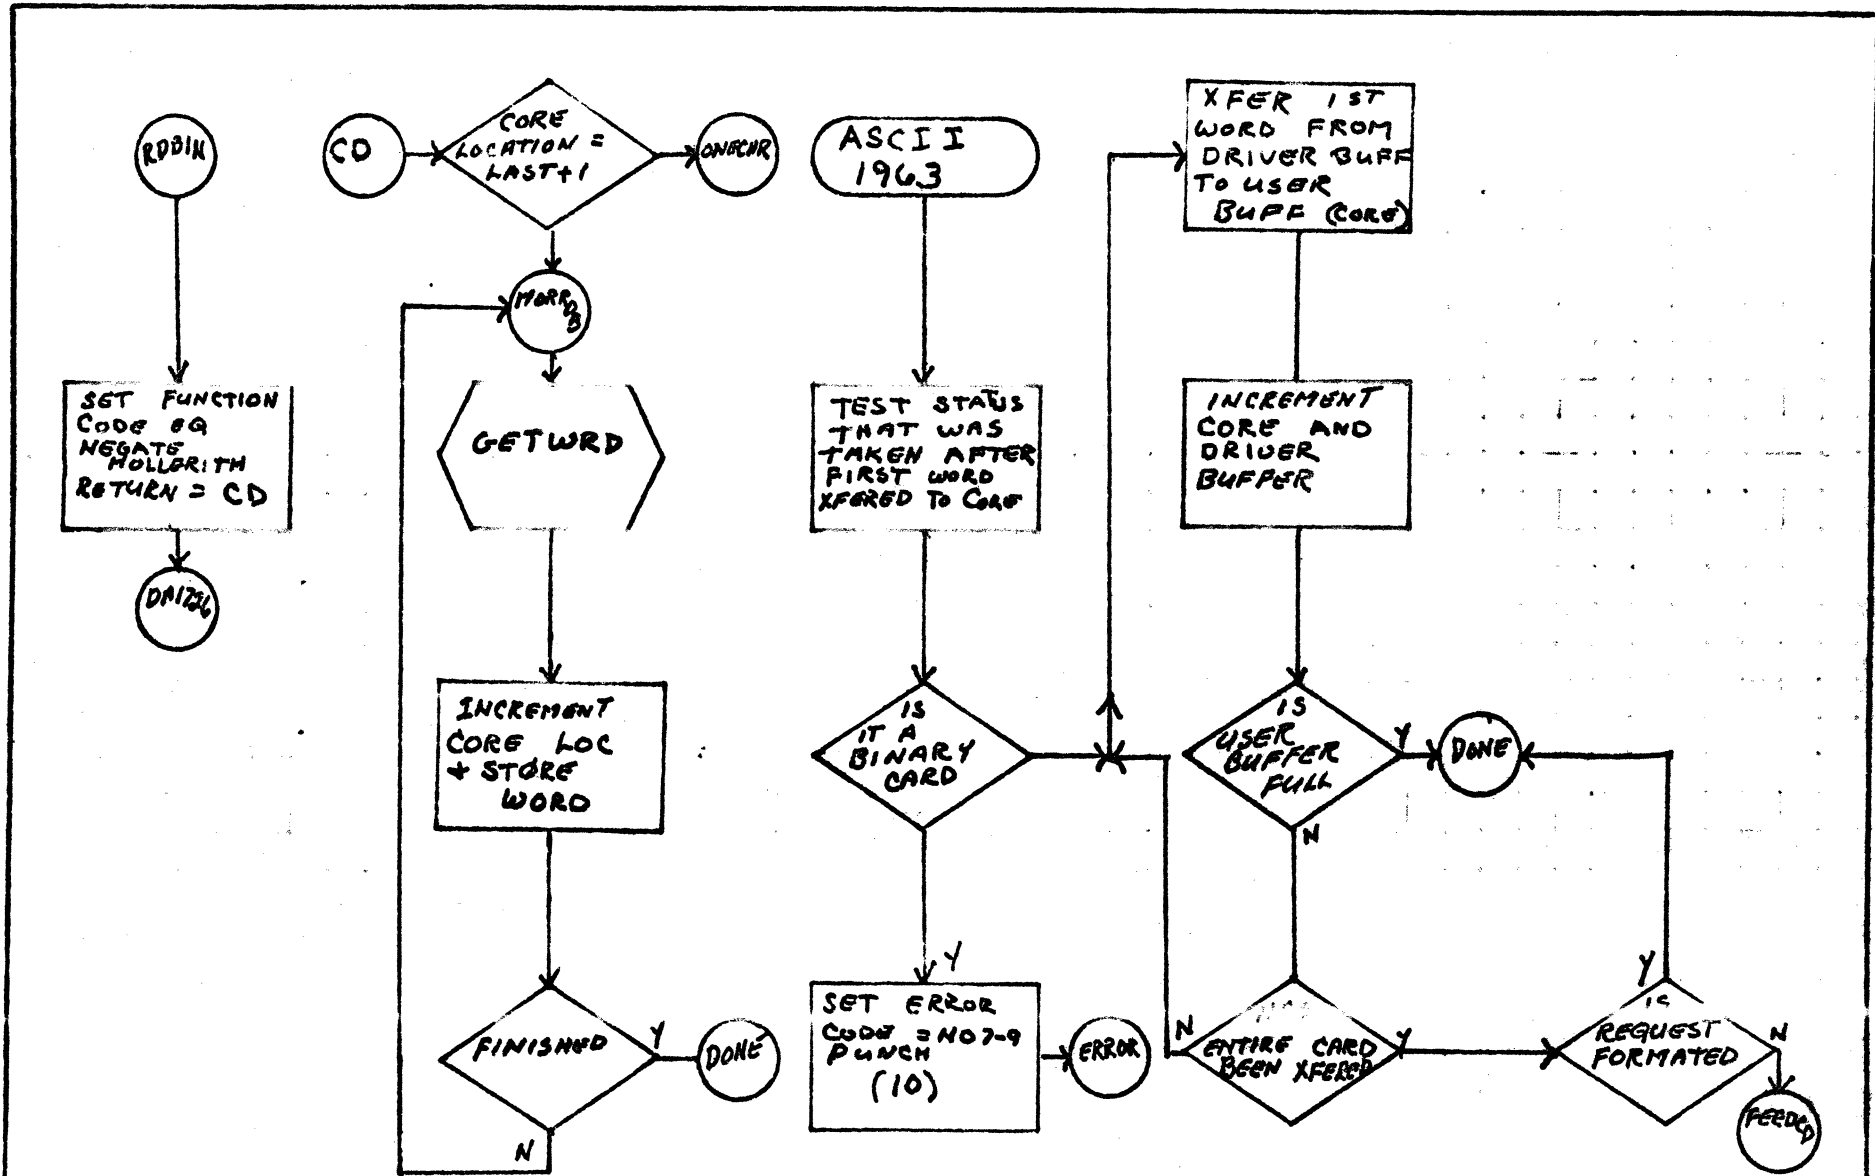 RDBIN
SET FUNCTION
CODE EQ
NEGATE
HOLLERITH
RETURN = CD
CD
CORE
LOCATION =
LAST+1
ONECHR
MORR
GETWRD
INCREMENT
CORE LOC
+ STORE
WORD
FINISHED
Y
DONE
N
ASCII
1963
TEST STATUS
THAT WAS
TAKEN AFTER
FIRST WORD
XFERED TO CORE
IS
IT A
BINARY
CARD
Y
SET ERROR
CODE = NO 7-9
PUNCH
(10)
ERROR
XFER 1ST
WORD FROM
DRIVER BUFF
TO USER
BUFF (CORE)
INCREMENT
CORE AND
DRIVER
BUFFER
IS
USER
BUFFER
FULL
Y
DONE
N
N
ENTIRE CARD
BEEN XFERED
Y
Y
IS
REQUEST
FORMATED
N
FEEDCD